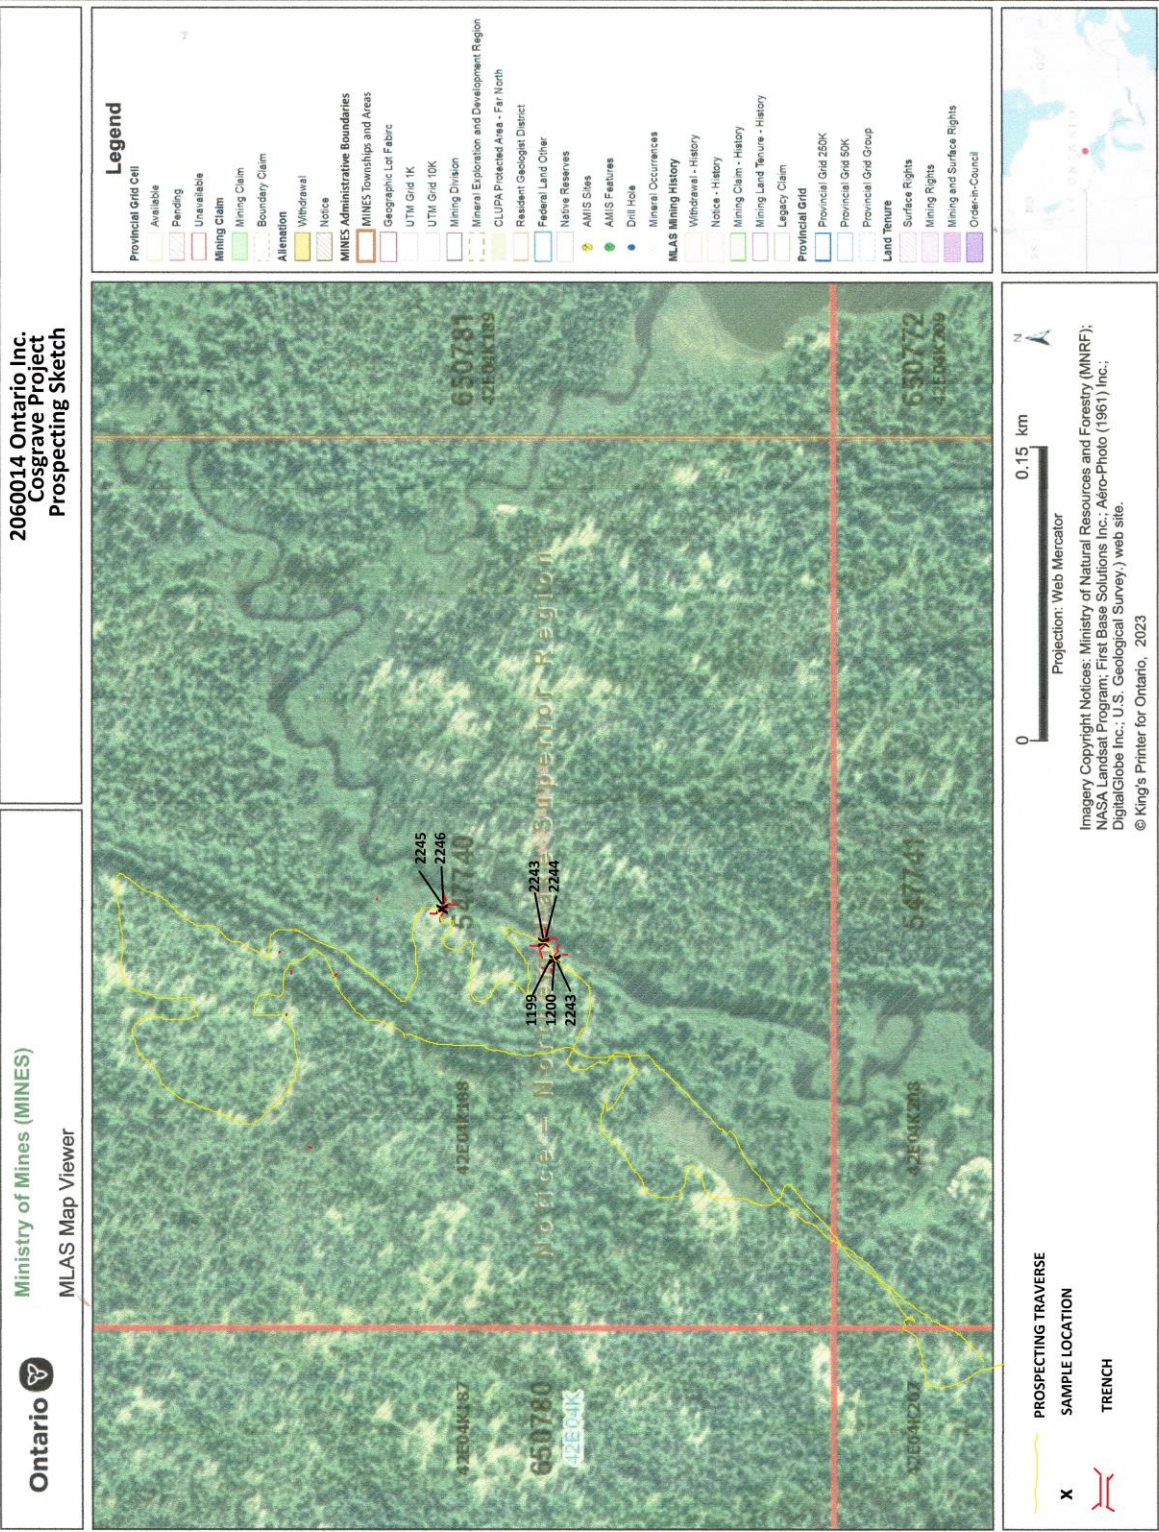 Ontario
Ministry of Mines (MINES)
MLAS Map Viewer
2060014 Ontario Inc.
Cosgrave Project
Prospecting Sketch
42E04K187
650780
42E04K
42E04K207
42E04K188
42E04K208
Notice
Superior Region
547740
547741
650781
42E04K189
650772
42E04K209
2245
2246
2243
2244
1199
1200
2243
Legend
Provincial Grid Cell
Available
Pending
Unavailable
Mining Claim
Mining Claim
Boundary Claim
Alienation
Withdrawal
Notice
MINES Administrative Boundaries
MINES Townships and Areas
Geographic Lot Fabirc
UTM Grid 1K
UTM Grid 10K
Mining Division
Mineral Exploration and Development Region
CLUPA Protected Area - Far North
Resident Geologist District
Federal Land Other
Native Reserves
AMIS Sites
AMIS Features
Drill Hole
Mineral Occurrences
MLAS Mining History
Withdrawal - History
Notice - History
Mining Claim - History
Mining Land Tenure - History
Legacy Claim
Provincial Grid
Provincial Grid 250K
Provincial Grid 50K
Provincial Grid Group
Land Tenure
Surface Rights
Mining Rights
Mining and Surface Rights
Order-in-Council
PROSPECTING TRAVERSE
X SAMPLE LOCATION
TRENCH
0 0.15 km
N
Projection: Web Mercator
Imagery Copyright Notices: Ministry of Natural Resources and Forestry (MNRF);
NASA Landsat Program; First Base Solutions Inc.; Aéro-Photo (1961) Inc.;
DigitalGlobe Inc.; U.S. Geological Survey.) web site.
© King's Printer for Ontario, 2023